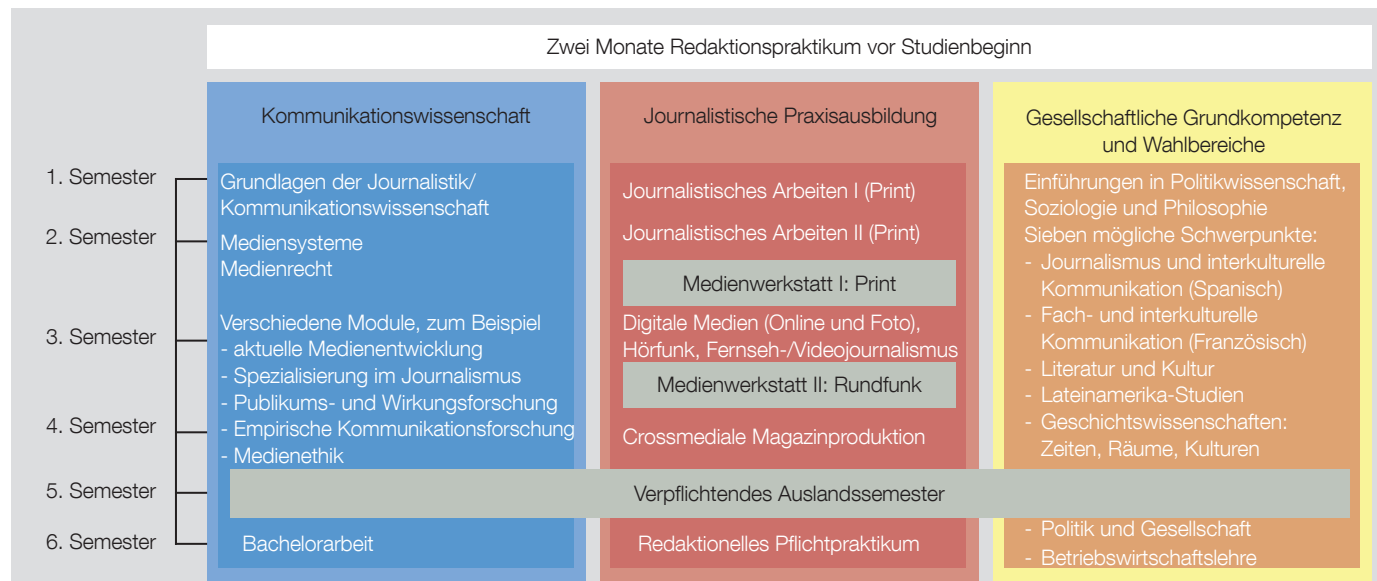 Zwei Monate Redaktionspraktikum vor Studienbeginn
Kommunikationswissenschaft
Journalistische Praxisausbildung
Gesellschaftliche Grundkompetenz
und Wahlbereiche
1. Semester
2. Semester
3. Semester
4. Semester
5. Semester
6. Semester
Grundlagen der Journalistik/
Kommunikationswissenschaft
Mediensysteme
Medienrecht
Verschiedene Module, zum Beispiel
- aktuelle Medienentwicklung
- Spezialisierung im Journalismus
- Publikums- und Wirkungsforschung
- Empirische Kommunikationsforschung
- Medienethik
Journalistisches Arbeiten I (Print)
Journalistisches Arbeiten II (Print)
Medienwerkstatt I: Print
Digitale Medien (Online und Foto),
Hörfunk, Fernseh-/Videojournalismus
Medienwerkstatt II: Rundfunk
Crossmediale Magazinproduktion
Einführungen in Politikwissenschaft,
Soziologie und Philosophie
Sieben mögliche Schwerpunkte:
- Journalismus und interkulturelle
Kommunikation (Spanisch)
- Fach- und interkulturelle
Kommunikation (Französisch)
- Literatur und Kultur
- Lateinamerika-Studien
- Geschichtswissenschaften:
Zeiten, Räume, Kulturen
Verpflichtendes Auslandssemester
Bachelorarbeit
Redaktionelles Pflichtpraktikum
- Politik und Gesellschaft
- Betriebswirtschaftslehre